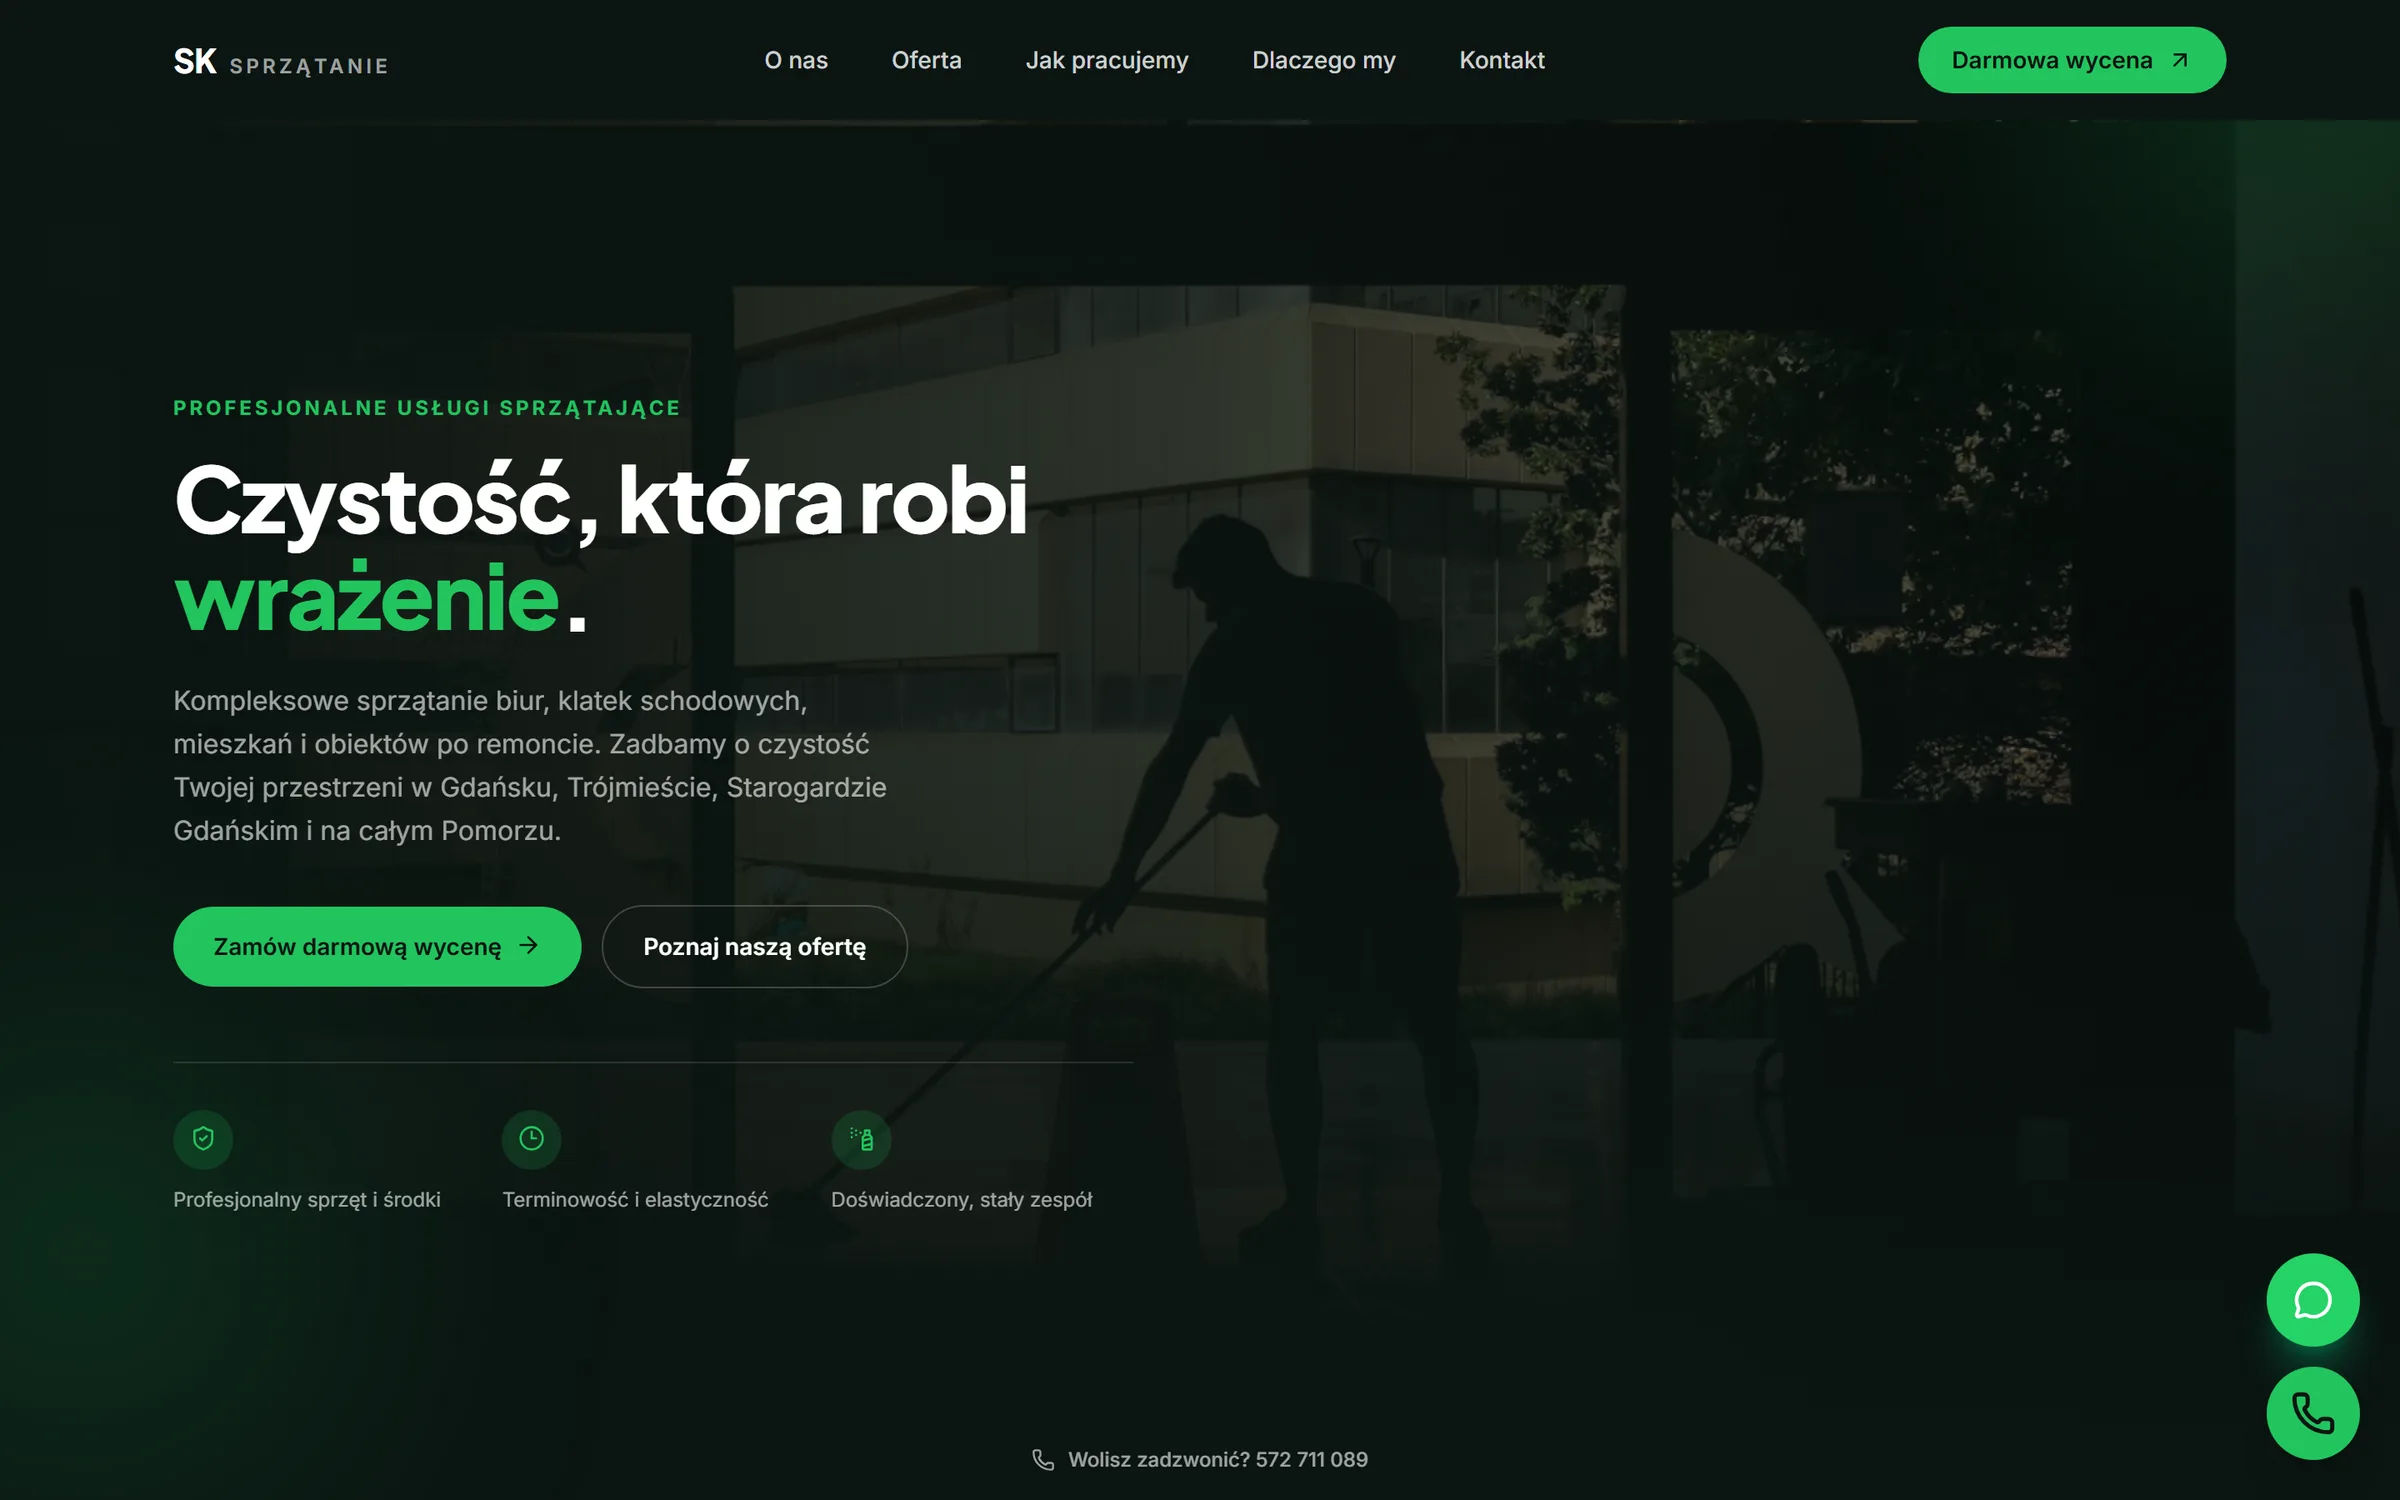 SK SPRZĄTANIE
O nas
Oferta
Jak pracujemy
Dlaczego my
Kontakt
Darmowa wycena
PROFESJONALNE USŁUGI SPRZĄTAJĄCE
Czystość, która robi
wrażenie.
Kompleksowe sprzątanie biur, klatek schodowych,
mieszkań i obiektów po remoncie. Zadbamy o czystość
Twojej przestrzeni w Gdańsku, Trójmieście, Starogardzie
Gdańskim i na całym Pomorzu.
Zamów darmową wycenę
Poznaj naszą ofertę
Profesjonalny sprzęt i środki
Terminowość i elastyczność
Doświadczony, stały zespół
Wolisz zadzwonić? 572 711 089